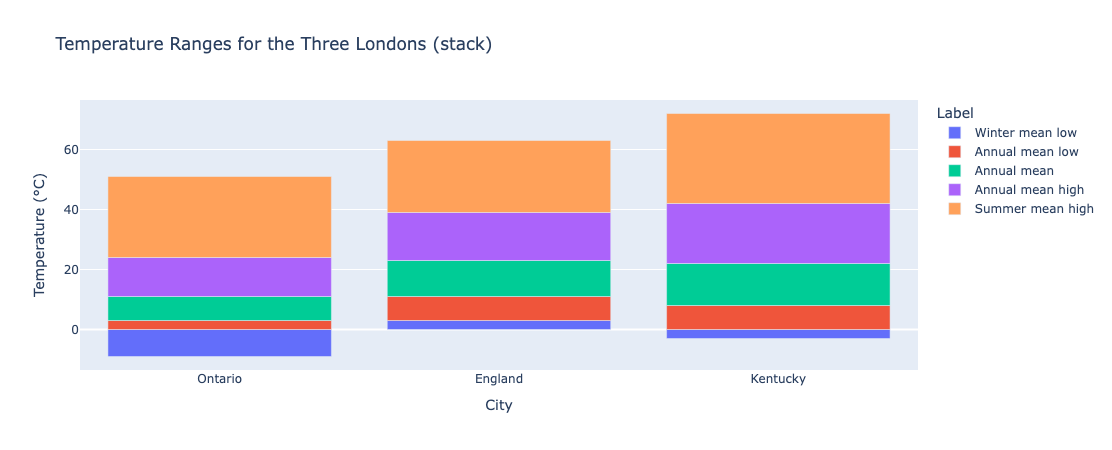 Temperature Ranges for the Three Londons (stack)
Label
Winter mean low
Annual mean low
Annual mean
Annual mean high
Summer mean high
Temperature (°C)
60
40
20
0
Ontario
England
Kentucky
City